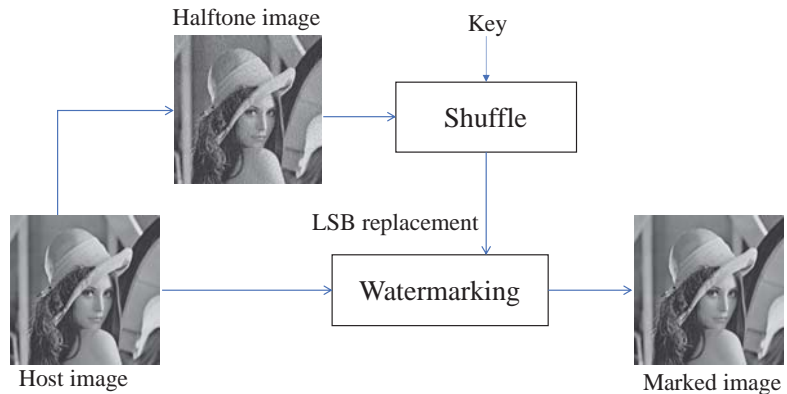 Halftone image
Key
Shuffle
LSB replacement
Watermarking
Host image
Marked image